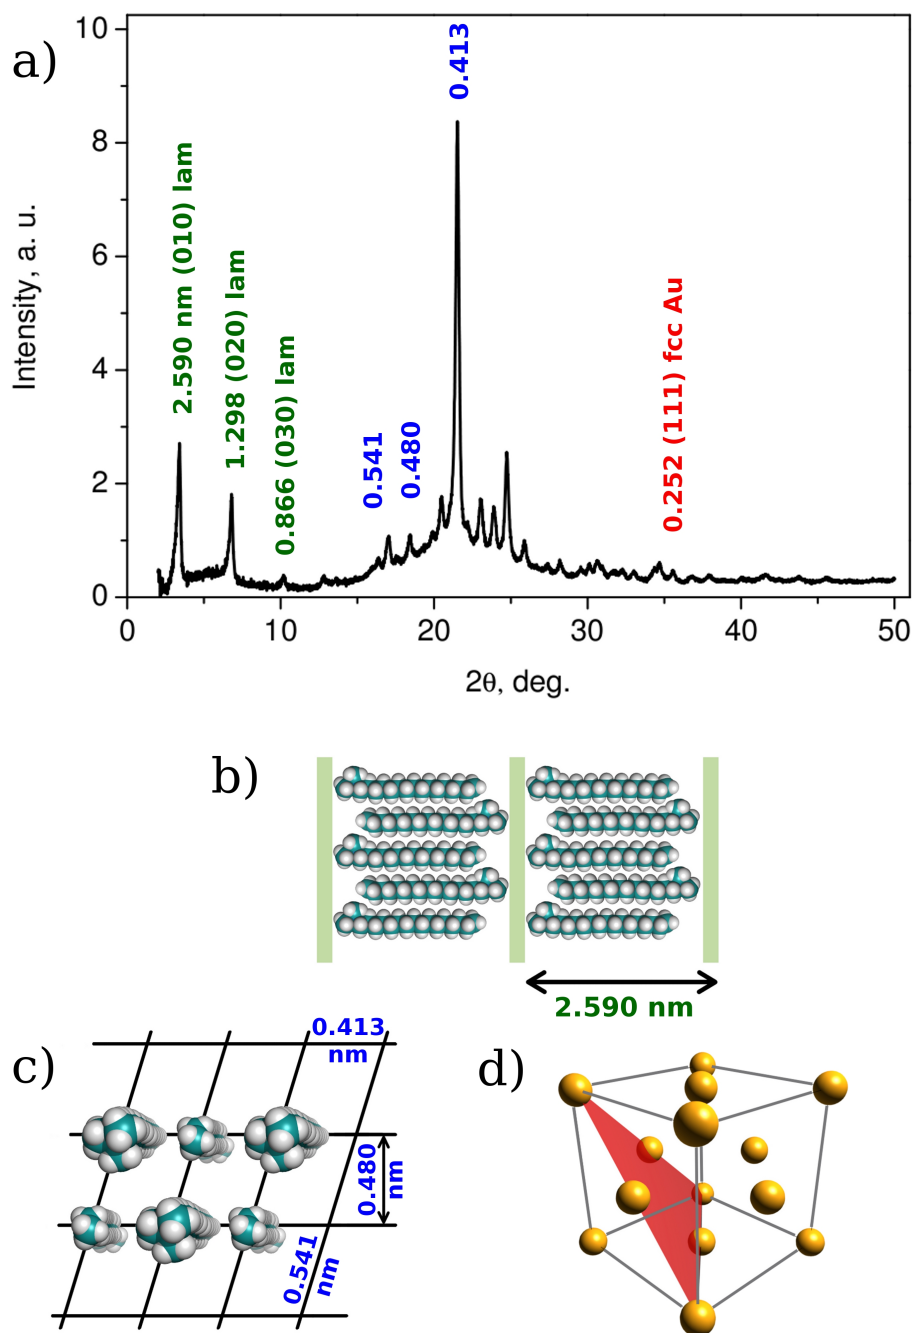 a)
10
8
6
4
2
0
Intensity, a. u.
2.590 nm (010) lam
1.298 (020) lam
0.866 (030) lam
0.541
0.480
0.413
0.252 (111) fcc Au
0
10
20
30
40
50
2θ, deg.
b)
2.590 nm
c)
0.413
nm
0.480
nm
0.541
nm
d)